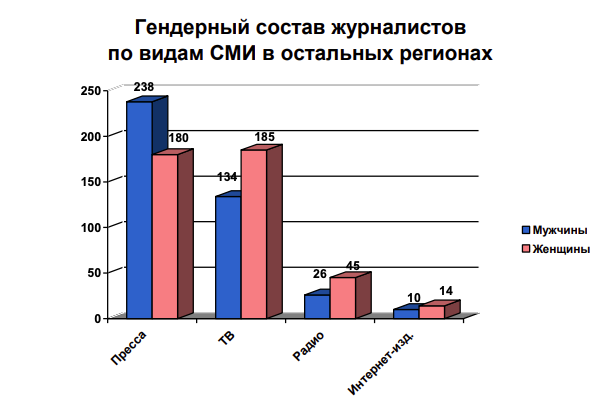 Гендерный состав журналистов
по видам СМИ в остальных регионах
250
200
150
100
50
0
238
180
134
185
26
45
10
14
Пресса
ТВ
Радио
Интернет-изд.
Мужчины
Женщины